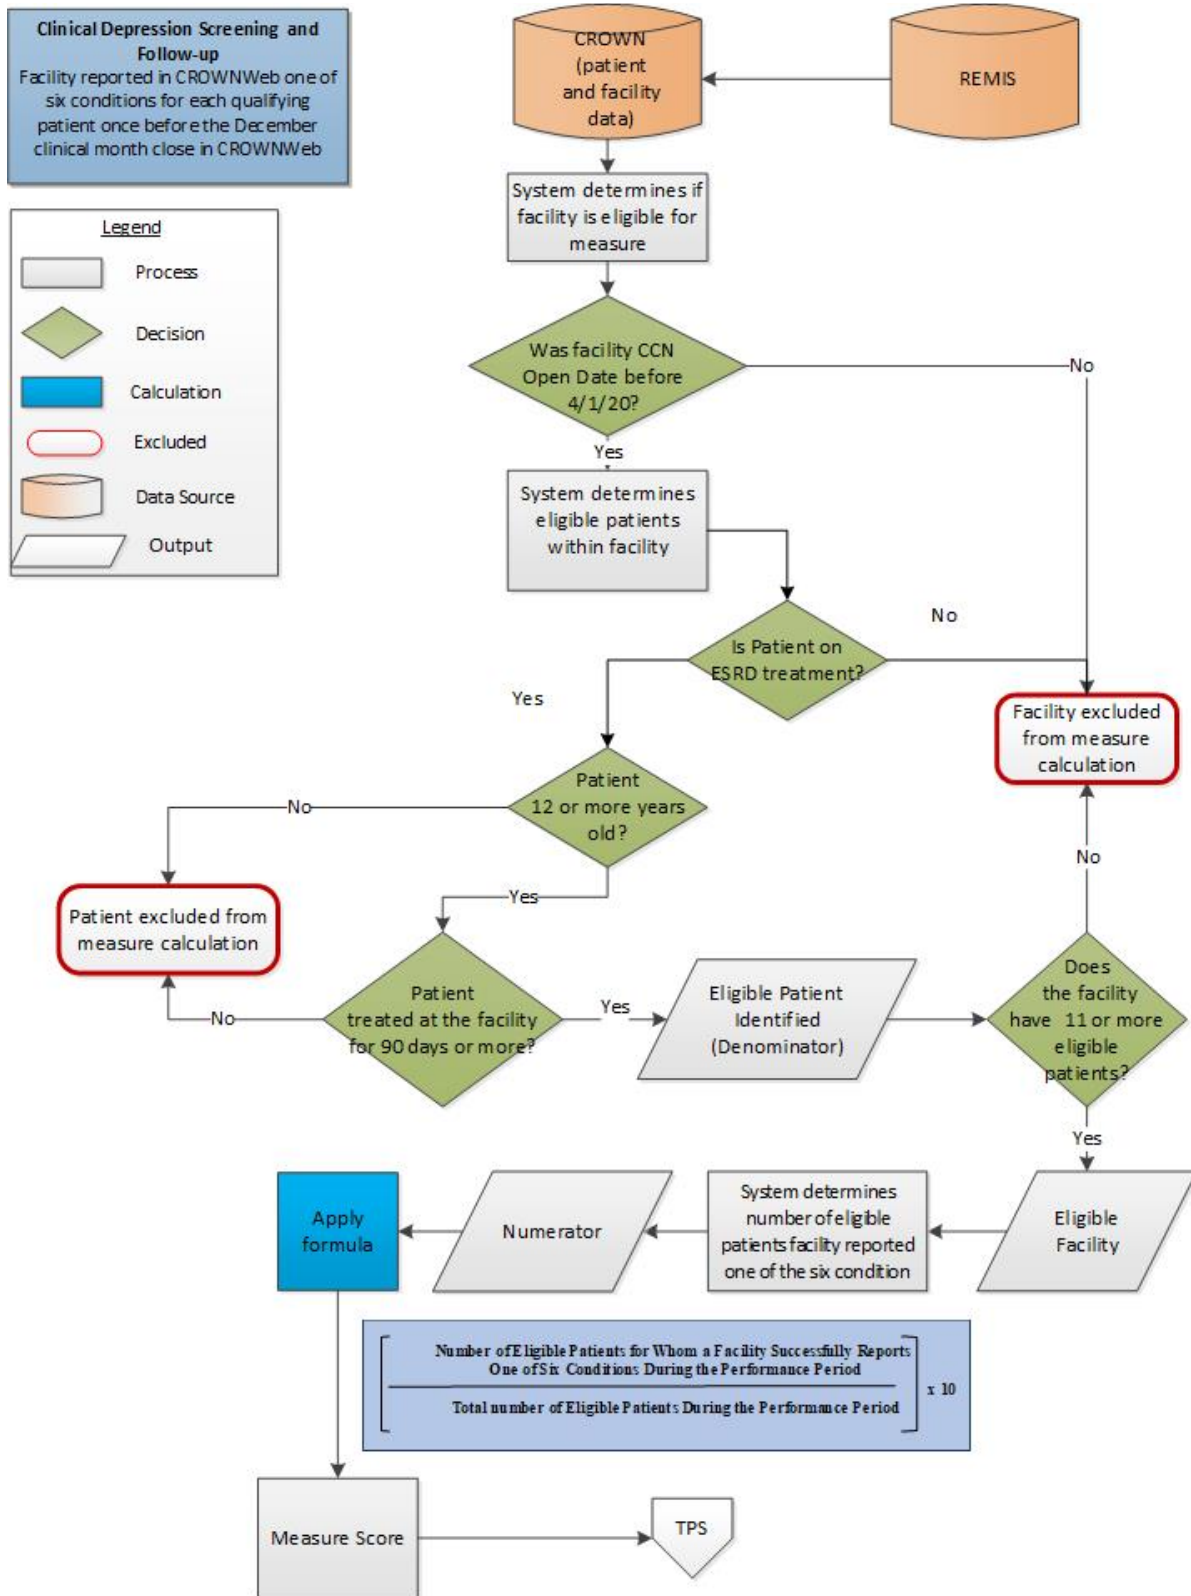 Clinical Depression Screening and
Follow-up
Facility reported in CROWNWeb one of
six conditions for each qualifying
patient once before the December
clinical month close in CROWNWeb
CROWN
(patient
and facility
data)
REMIS
Legend
Process
Decision
Calculation
Excluded
Data Source
Output
System determines if
facility is eligible for
measure
Was facility CCN
Open Date before
4/1/20?
No
Yes
System determines
eligible patients
within facility
Is Patient on
ESRD treatment?
No
Yes
Facility excluded
from measure
calculation
Patient
12 or more years
old?
No
Yes
Patient excluded from
measure calculation
Patient
treated at the facility
for 90 days or more?
No
Yes
Eligible Patient
Identified
(Denominator)
Does
the facility
have 11 or more
eligible
patients?
No
Yes
Eligible
Facility
System determines
number of eligible
patients facility reported
one of the six condition
Numerator
Apply
formula
Number of Eligible Patients for Whom a Facility Successfully Reports
One of Six Conditions During the Performance Period
Total number of Eligible Patients During the Performance Period
x 10
Measure Score
TPS